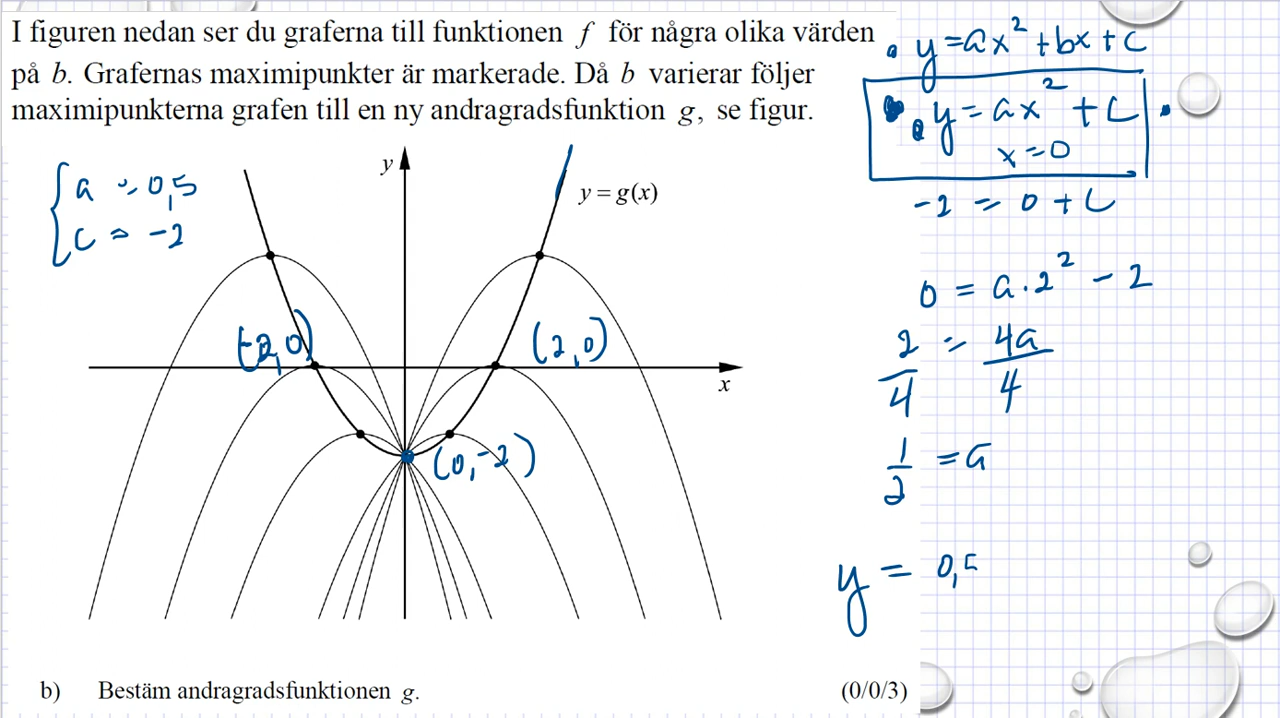 I figuren nedan ser du graferna till funktionen f för några olika värden
på b. Grafernas maximipunkter är markerade. Då b varierar följer
maximipunkterna grafen till en ny andragradsfunktion g, se figur.
y = ax² + bx + c
y = ax² + c
x = 0
-2 = 0 + c
a = 0,5
c = -2
y
y = g(x)
0 = a·2² - 2
(-2,0)
(2,0)
x
2/4 = 4a/4
(0,-2)
1/2 = a
y = 0,5
b) Bestäm andragradsfunktionen g. (0/0/3)